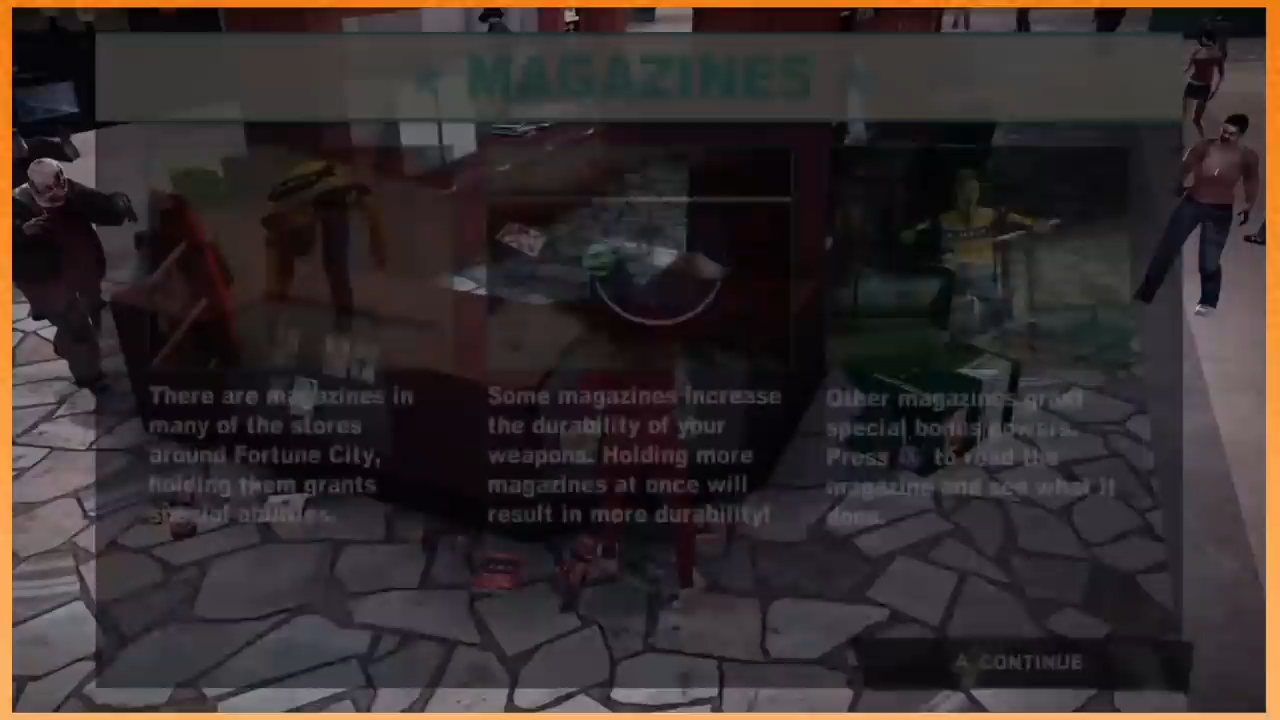 MAGAZINES
There are magazines in
many of the stores
around Fortune City,
holding them grants
special abilities.
Some magazines increase
the durability of your
weapons. Holding more
magazines at once will
result in more durability!
Other magazines grant
special bonus powers.
Press to read the
magazine and see what it
does.
A CONTINUE